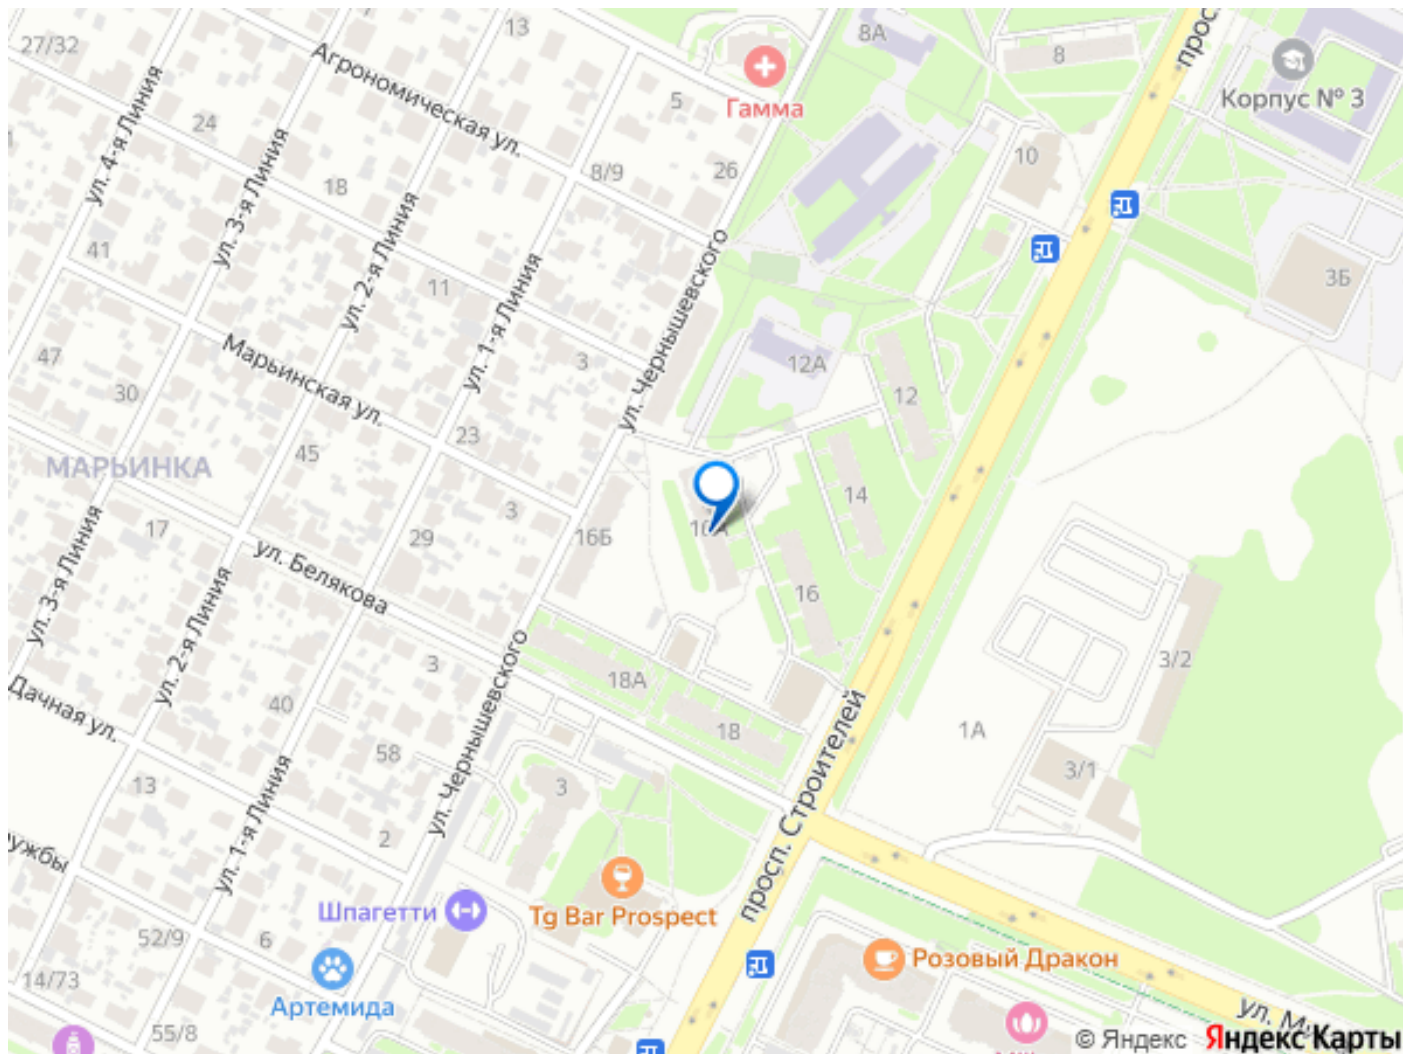 27/32
13
8А
8
просп.
Корпус № 3
Агрономическая ул.
5
Гамма
24
ул. 4-я Линия
ул. 3-я Линия
18
8/9
26
10
ул. 2-я Линия
41
11
ул. 1-я Линия
ул. Чернышевского
3Б
47
Марьинская ул.
3
12А
30
12
23
МАРЬИНКА
45
14
3
17
29
16Б
ул. 3-я Линия
ул. Белякова
16
ул. 2-я Линия
3
18А
3/2
Дачная ул.
40
ул. Чернышевского
18
1А
просп. Строителей
58
13
3
3/1
ул. 1-я Линия
2
Шпагетти
Tg Bar Prospect
52/9
6
Розовый Дракон
14/73
Артемида
55/8
© Яндекс Яндекс Карты